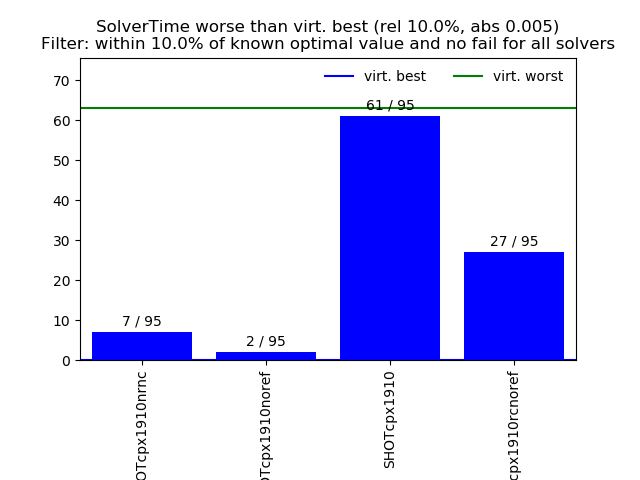 SolverTime worse than virt. best (rel 10.0%, abs 0.005)
Filter: within 10.0% of known optimal value and no fail for all solvers
virt. best
virt. worst
70
60
50
40
30
20
10
0
7 / 95
2 / 95
61 / 95
27 / 95
OTcpx1910nrnc
OTcpx1910noref
SHOTcpx1910
cpx1910rcnoref